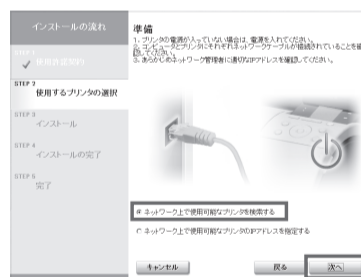 インストールの流れ
STEP 1
使用許諾契約
STEP 2
使用するプリンタの選択
STEP 3
インストール
STEP 4
インストールの完了
STEP 5
完了
準備
1. プリンタの電源が入っていない場合は、電源を入れてください。
2. コンピュータとプリンタにそれぞれネットワークケーブルが接続されていることを確
認してください。
3. あらかじめネットワーク管理者に適切なIPアドレスを確認してください。
ネットワーク上で使用可能なプリンタを検索する
ネットワーク上で使用可能なプリンタのIPアドレスを指定する
キャンセル
戻る
次へ